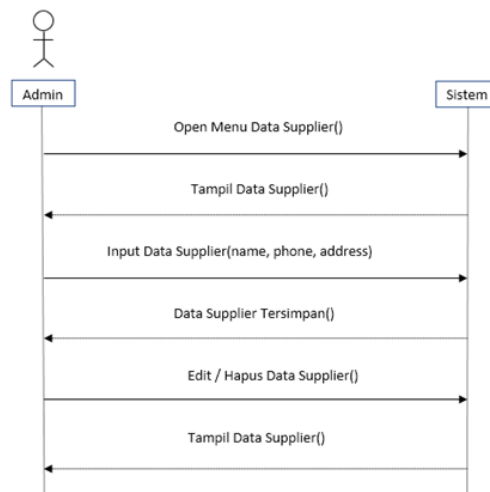 Admin
Sistem
Open Menu Data Supplier()
Tampil Data Supplier()
Input Data Supplier(name, phone, address)
Data Supplier Tersimpan()
Edit / Hapus Data Supplier()
Tampil Data Supplier()